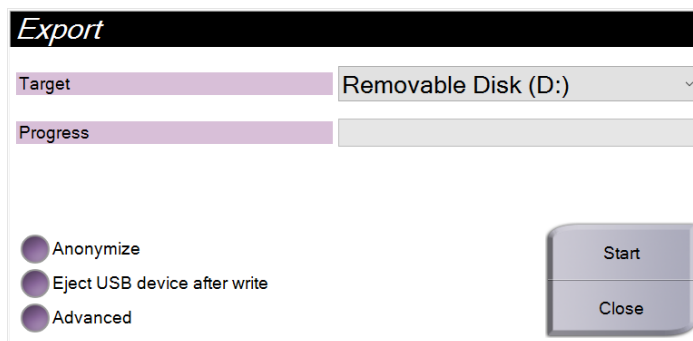 Export
Target
Removable Disk (D:)
Progress
Anonymize
Eject USB device after write
Advanced
Start
Close